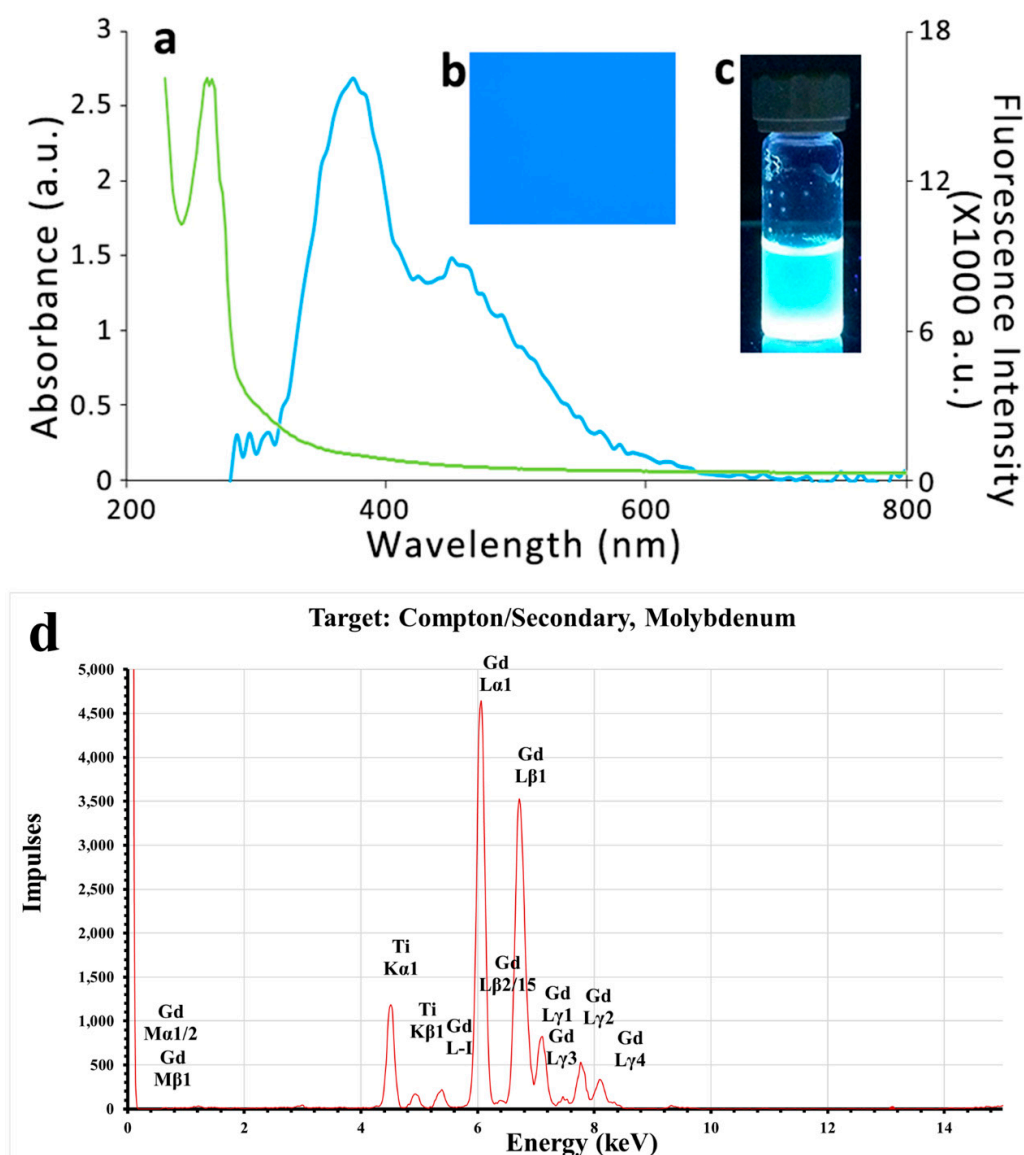 a
b
c
3
2.5
2
1.5
1
0.5
0
18
12
6
0
200
400
600
800
Absorbance (a.u.)
Fluorescence Intensity
(X1000 a.u.)
Wavelength (nm)
d
Target: Compton/Secondary, Molybdenum
5,000
4,500
4,000
3,500
3,000
2,500
2,000
1,500
1,000
500
0
Impulses
Gd
Mα1/2
Gd
Mβ1
Ti
Kα1
Ti
Kβ1
Gd
L-I
Gd
Lα1
Gd
Lβ1
Gd
Lβ2/15
Gd
Lγ1
Gd
Lγ3
Gd
Lγ2
Gd
Lγ4
0
2
4
6
8
10
12
14
Energy (keV)